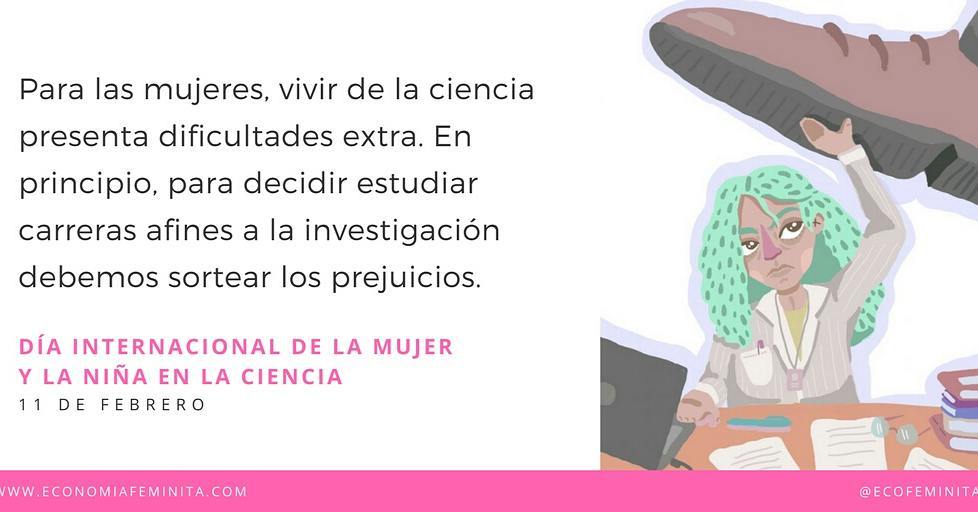 Para las mujeres, vivir de la ciencia
presenta dificultades extra. En
principio, para decidir estudiar
carreras afines a la investigación
debemos sortear los prejuicios.
DÍA INTERNACIONAL DE LA MUJER
Y LA NIÑA EN LA CIENCIA
11 DE FEBRERO
WWW.ECONOMIAFEMINITA.COM
@ECOFEMINITA